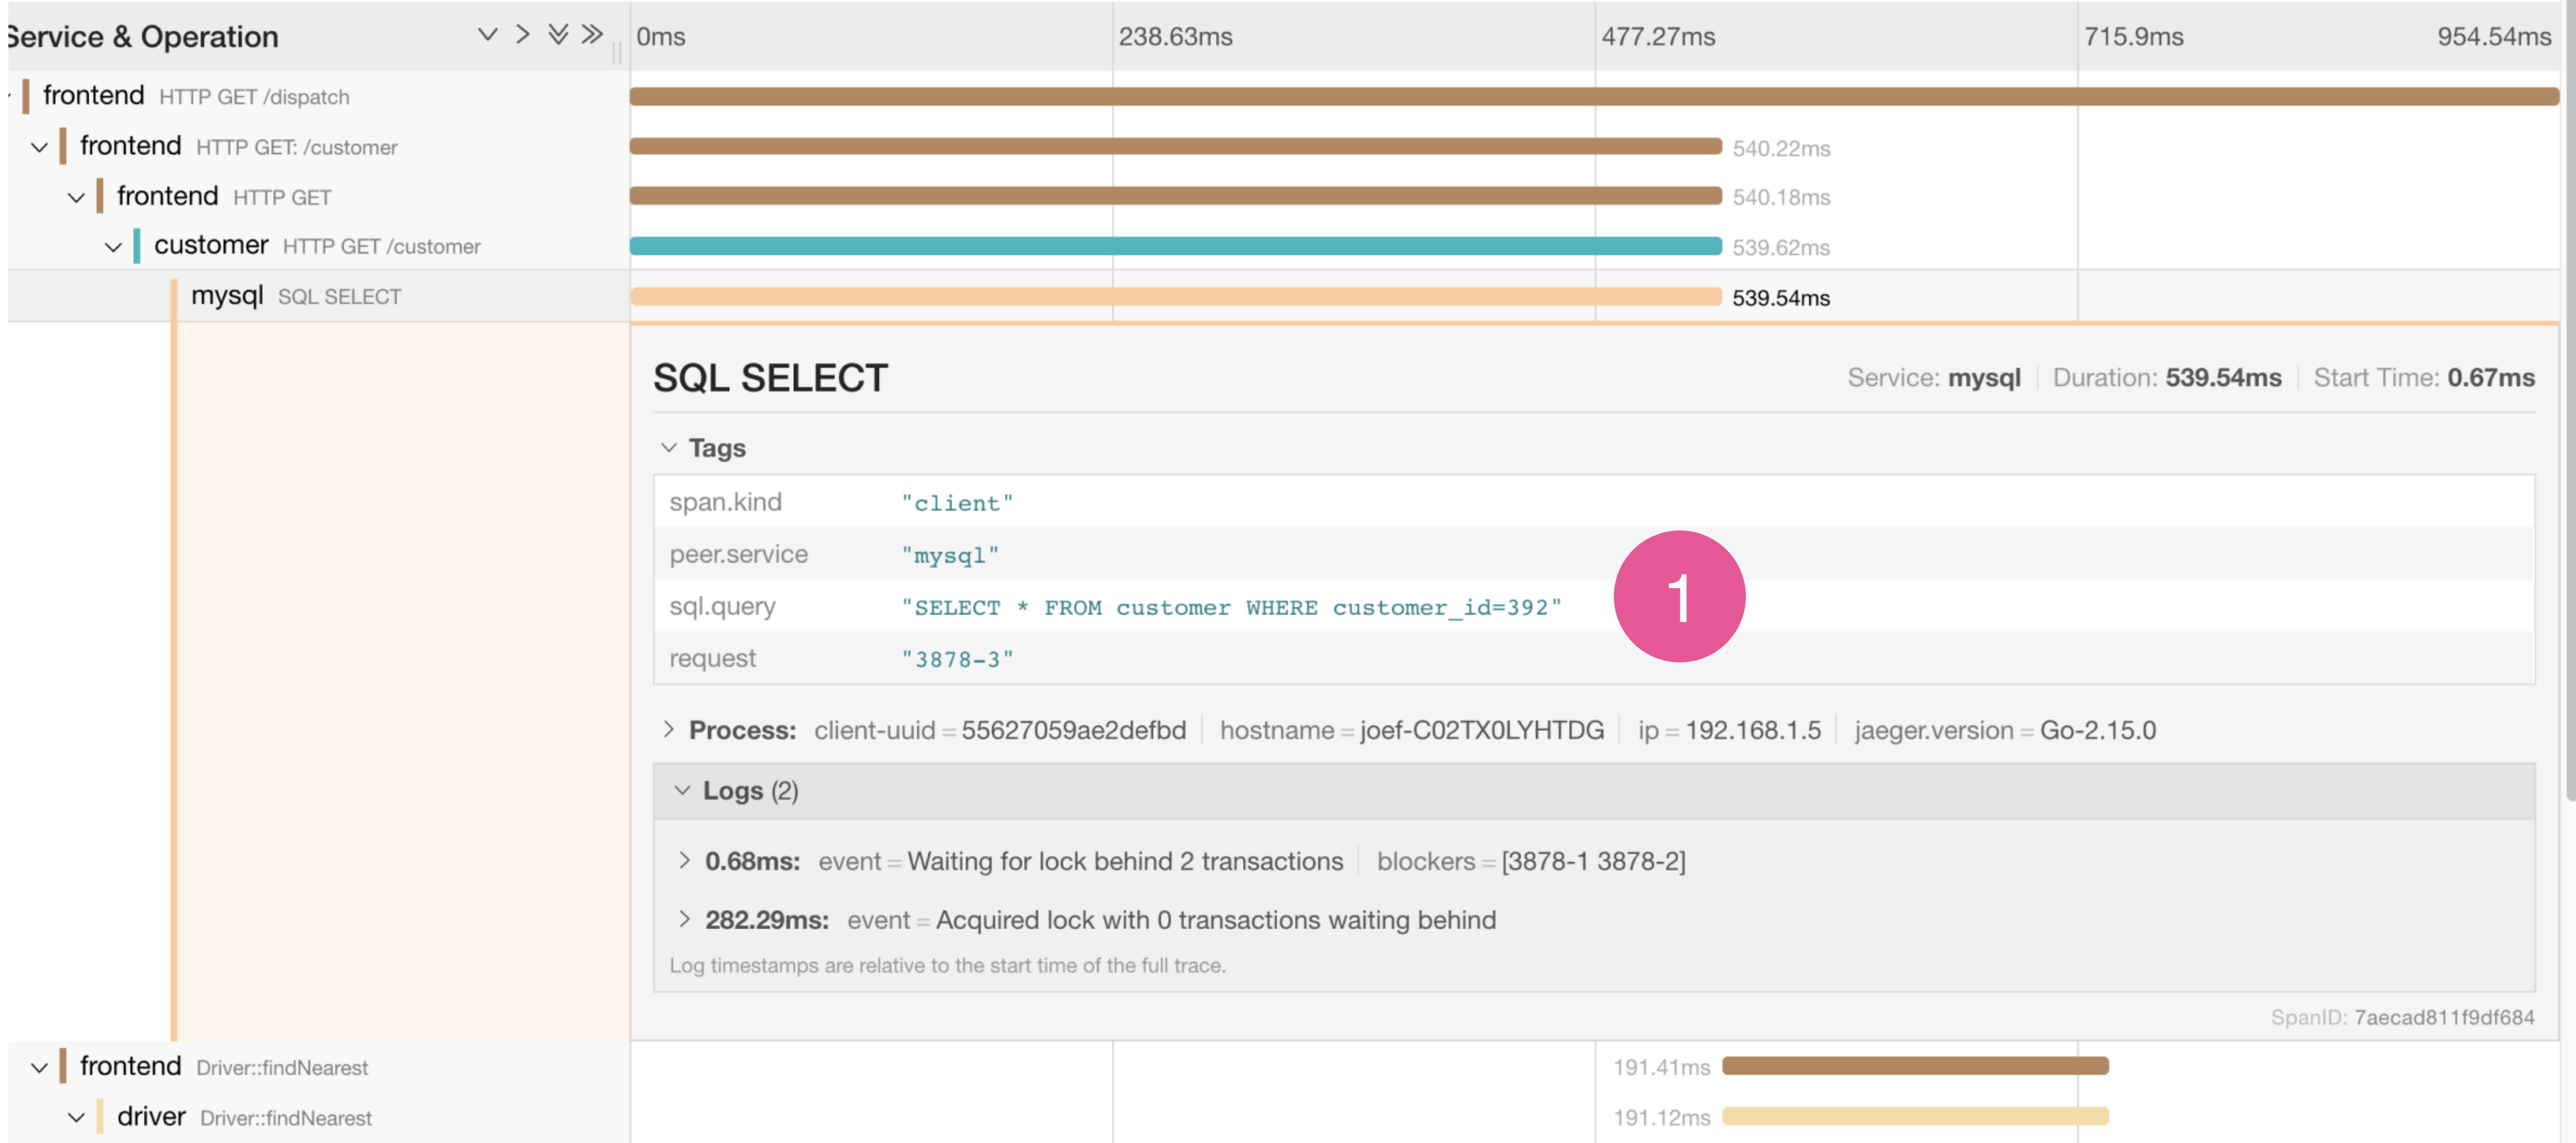 Service & Operation 0ms 238.63ms 477.27ms 715.9ms 954.54ms
frontend HTTP GET /dispatch
frontend HTTP GET: /customer 540.22ms
frontend HTTP GET 540.18ms
customer HTTP GET /customer 539.62ms
mysql SQL SELECT 539.54ms
SQL SELECT Service: mysql Duration: 539.54ms Start Time: 0.67ms
Tags
span.kind "client"
peer.service "mysql"
sql.query "SELECT * FROM customer WHERE customer_id=392" 1
request "3878-3"
Process: client-uuid = 55627059ae2defbd hostname = joef-C02TX0LYHTDG ip = 192.168.1.5 jaeger.version = Go-2.15.0
Logs (2)
0.68ms: event = Waiting for lock behind 2 transactions blockers = [3878-1 3878-2]
282.29ms: event = Acquired lock with 0 transactions waiting behind
Log timestamps are relative to the start time of the full trace.
SpanID: 7aecad811f9df684
frontend Driver::findNearest 191.41ms
driver Driver::findNearest 191.12ms